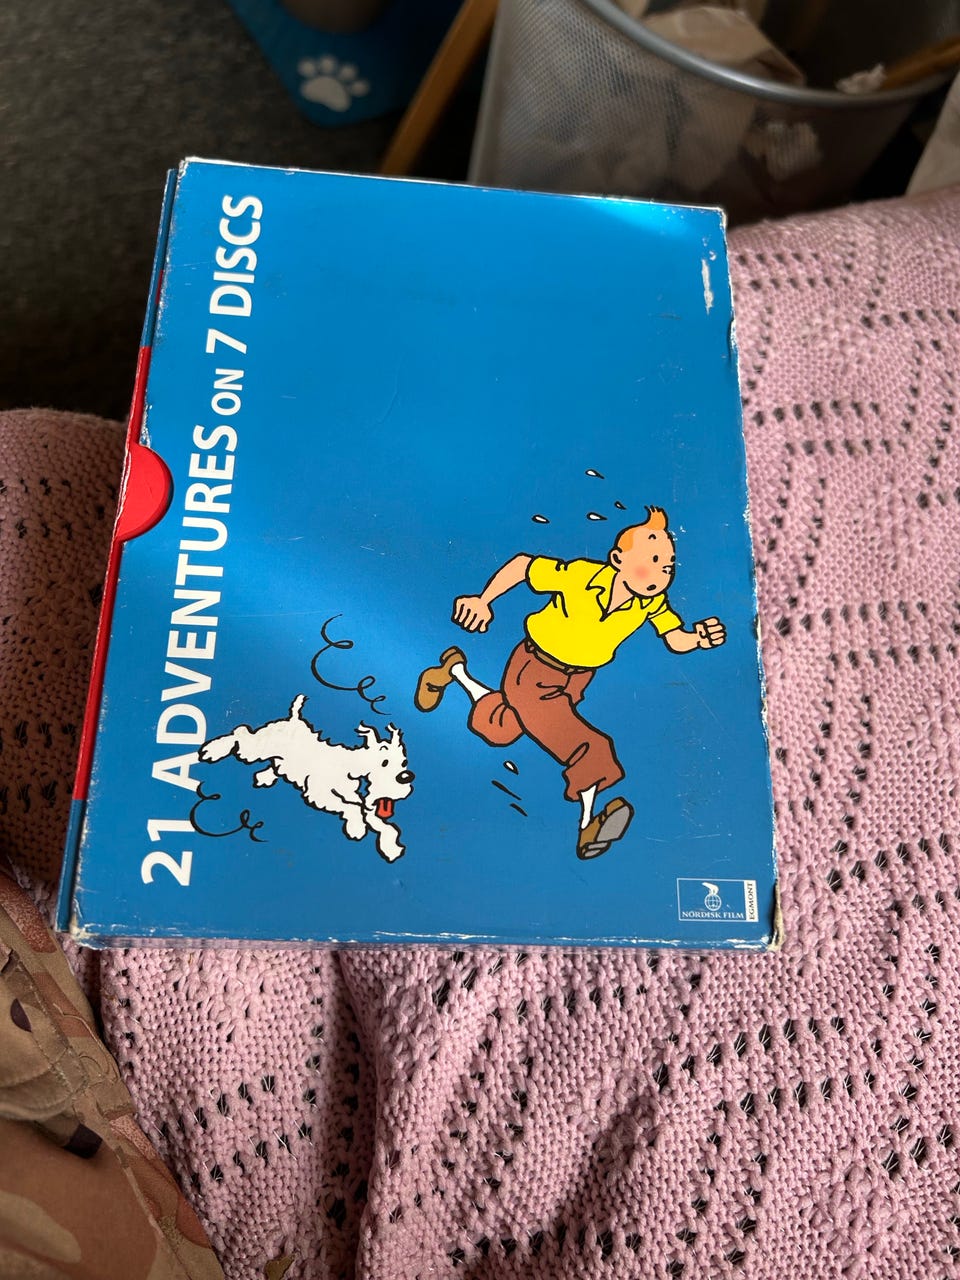 21 ADVENTURES ON 7 DISCS
NORDISK FILM
EGMONT